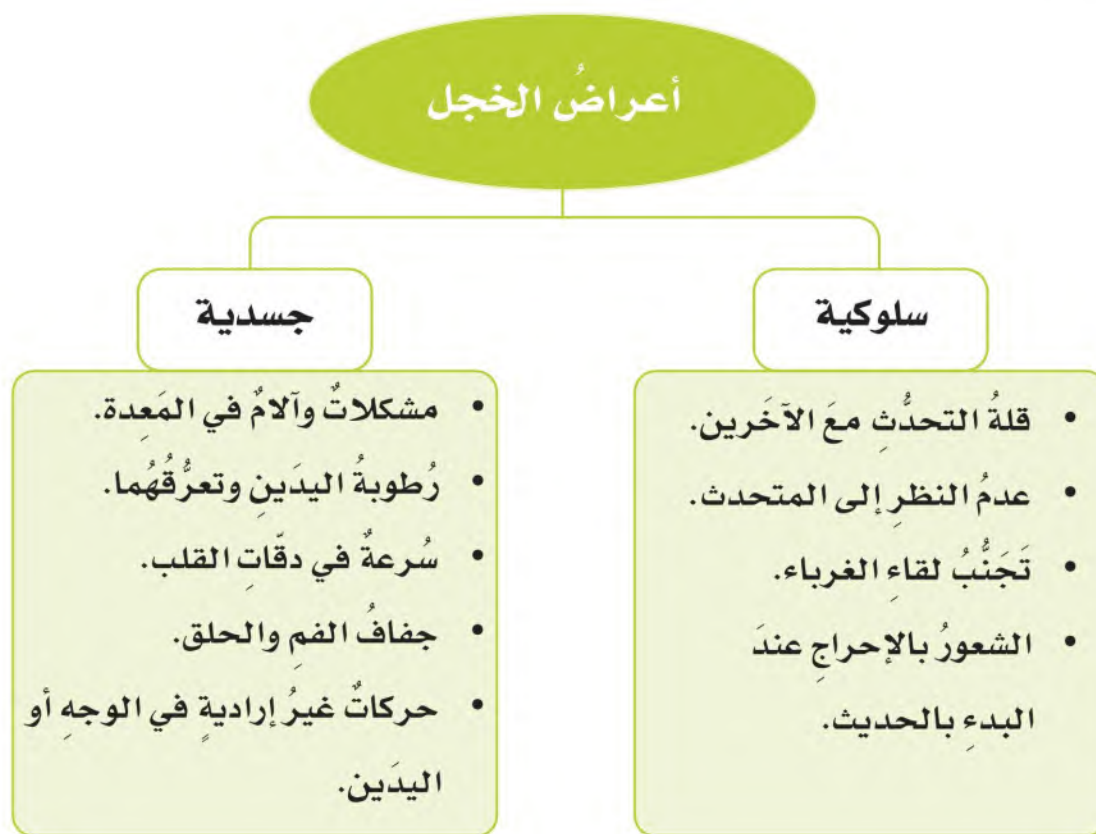 أعراضُ الخجل
سلوكية
• قلةُ التحدُّثِ معَ الآخَرين.
• عدمُ النظرِ إلى المتحدث.
• تَجَنُّبُ لقاءِ الغرباء.
• الشعورُ بالإحراجِ عندَ
البدءِ بالحديث.
جسدية
• مشكلاتٌ وآلامٌ في المَعِدة.
• رُطوبةُ اليدَينِ وتعرُّقُهُما.
• سُرعةٌ في دقّاتِ القلب.
• جفافُ الفمِ والحلق.
• حركاتٌ غيرُ إراديةٍ في الوجهِ أو
اليدَين.